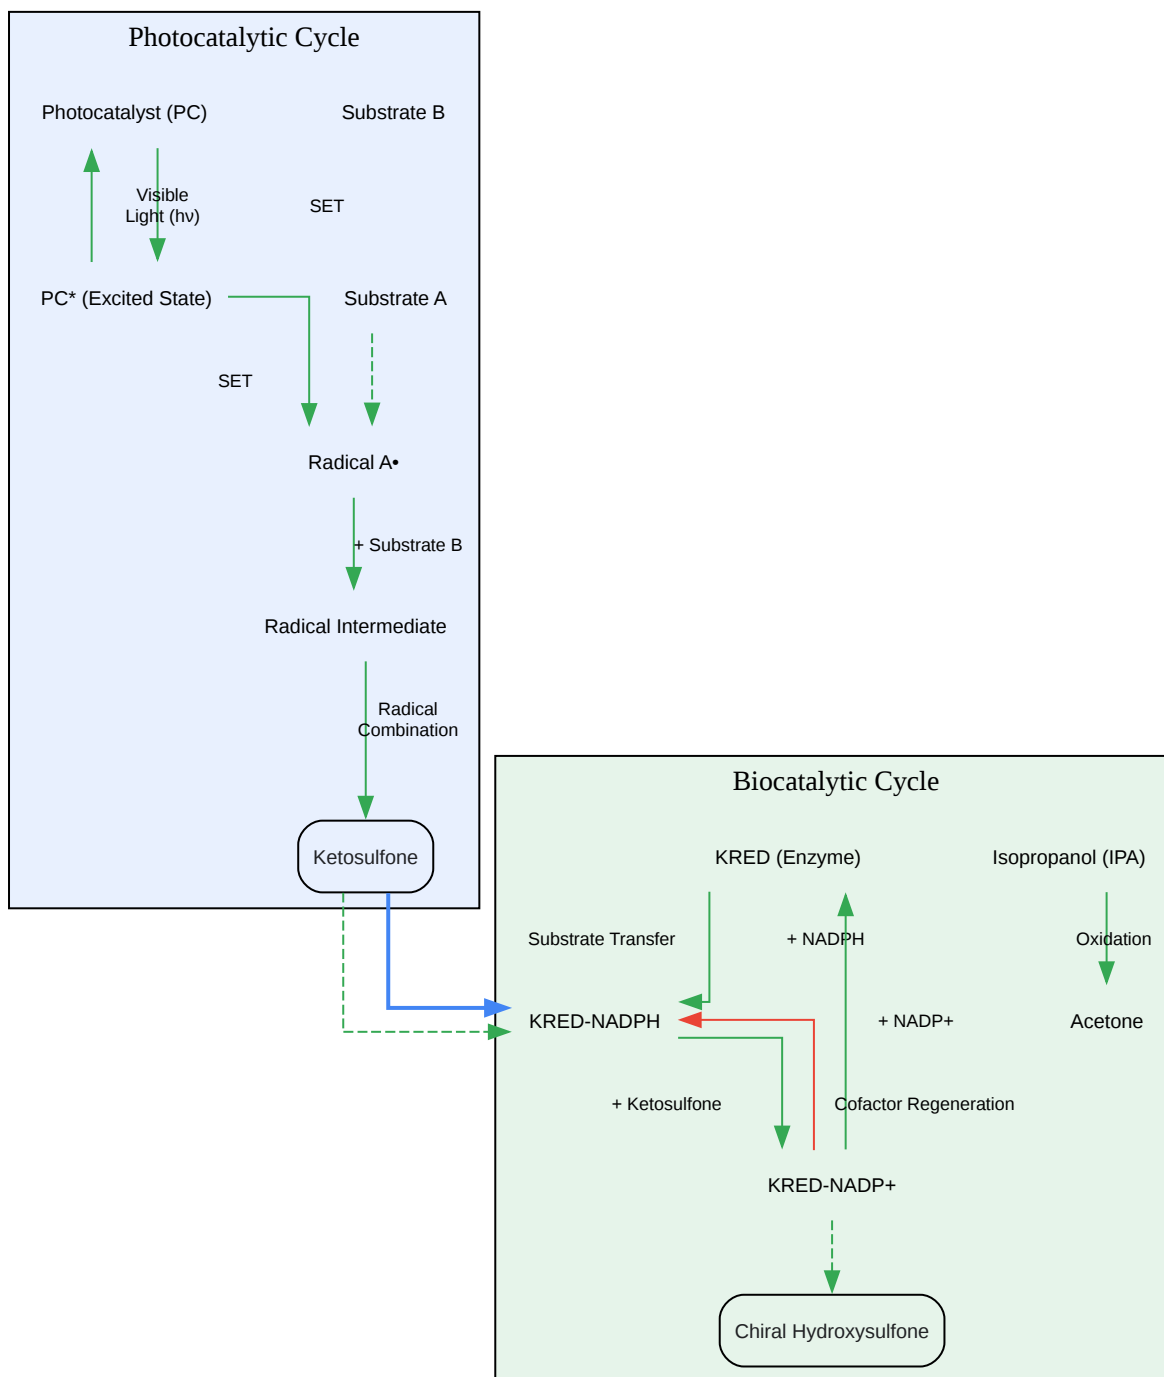 Photocatalytic Cycle
Photocatalyst (PC)
Substrate B
Visible
Light (hν)
SET
PC* (Excited State)
Substrate A
SET
Radical A•
+ Substrate B
Radical Intermediate
Radical
Combination
Ketosulfone
Biocatalytic Cycle
KRED (Enzyme)
Isopropanol (IPA)
Substrate Transfer
+ NADPH
Oxidation
KRED-NADPH
+ NADP+
Acetone
+ Ketosulfone
Cofactor Regeneration
KRED-NADP+
Chiral Hydroxysulfone